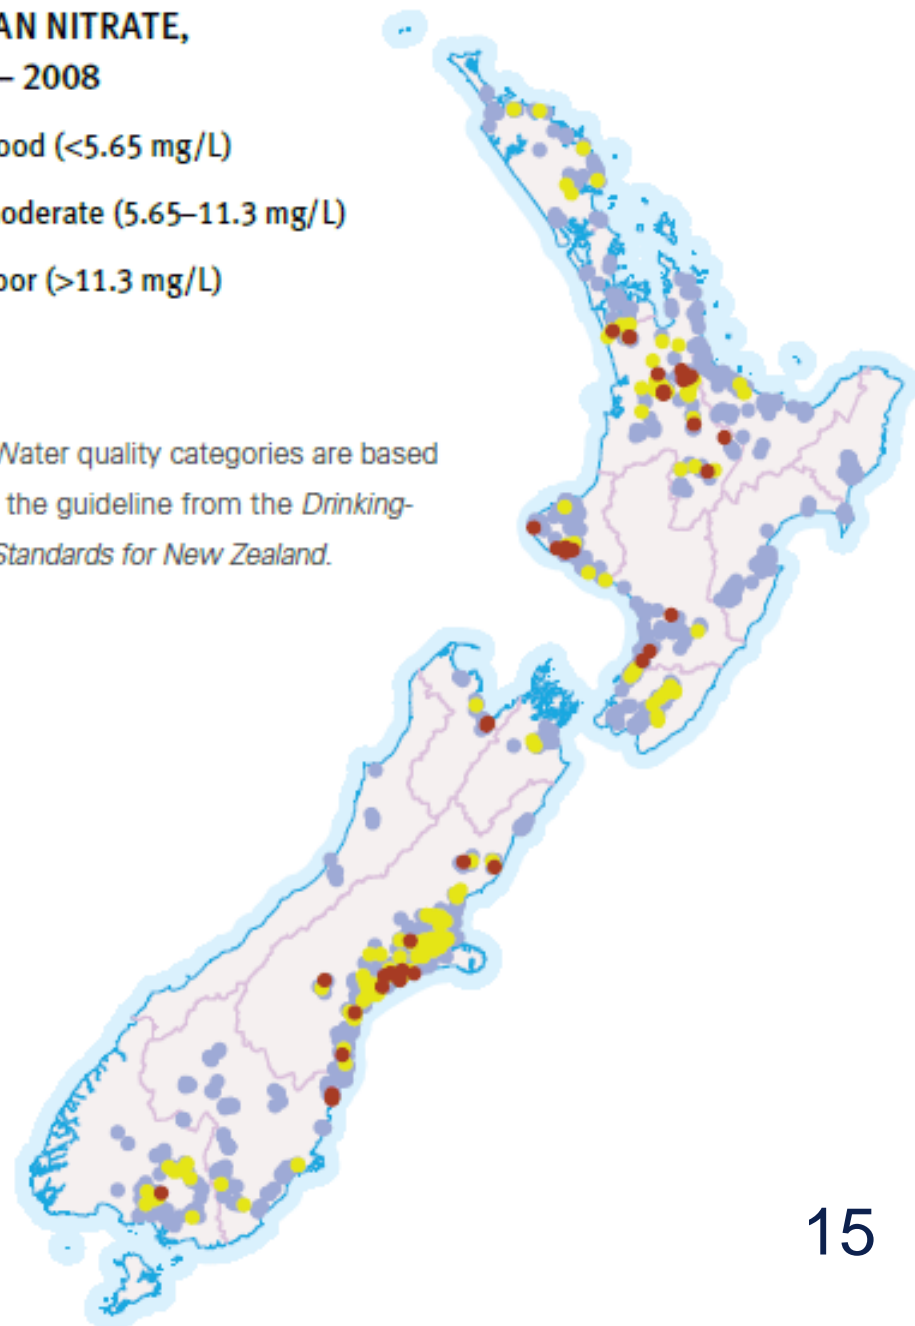 AN NITRATE,
– 2008
ood (<5.65 mg/L)
oderate (5.65–11.3 mg/L)
oor (>11.3 mg/L)
Water quality categories are based
the guideline from the Drinking-
Standards for New Zealand.
15